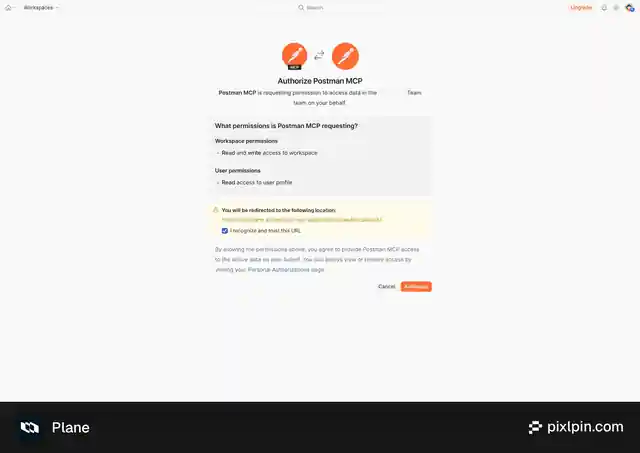 Workspaces
Search
Upgrade
MCP
Authorize Postman MCP
Postman MCP is requesting permission to access data in the Team
team on your behalf.
What permissions is Postman MCP requesting?
Workspace permissions
Read and write access to workspace
User permissions
Read access to user profile
You will be redirected to the following location:
I recognize and trust this URL
By allowing the permissions above, you agree to provide Postman MCP access
to the above data on your behalf. You can always view or remove access by
visiting your Personal Authorizations page
Cancel Authorize
Plane
pixlpin.com